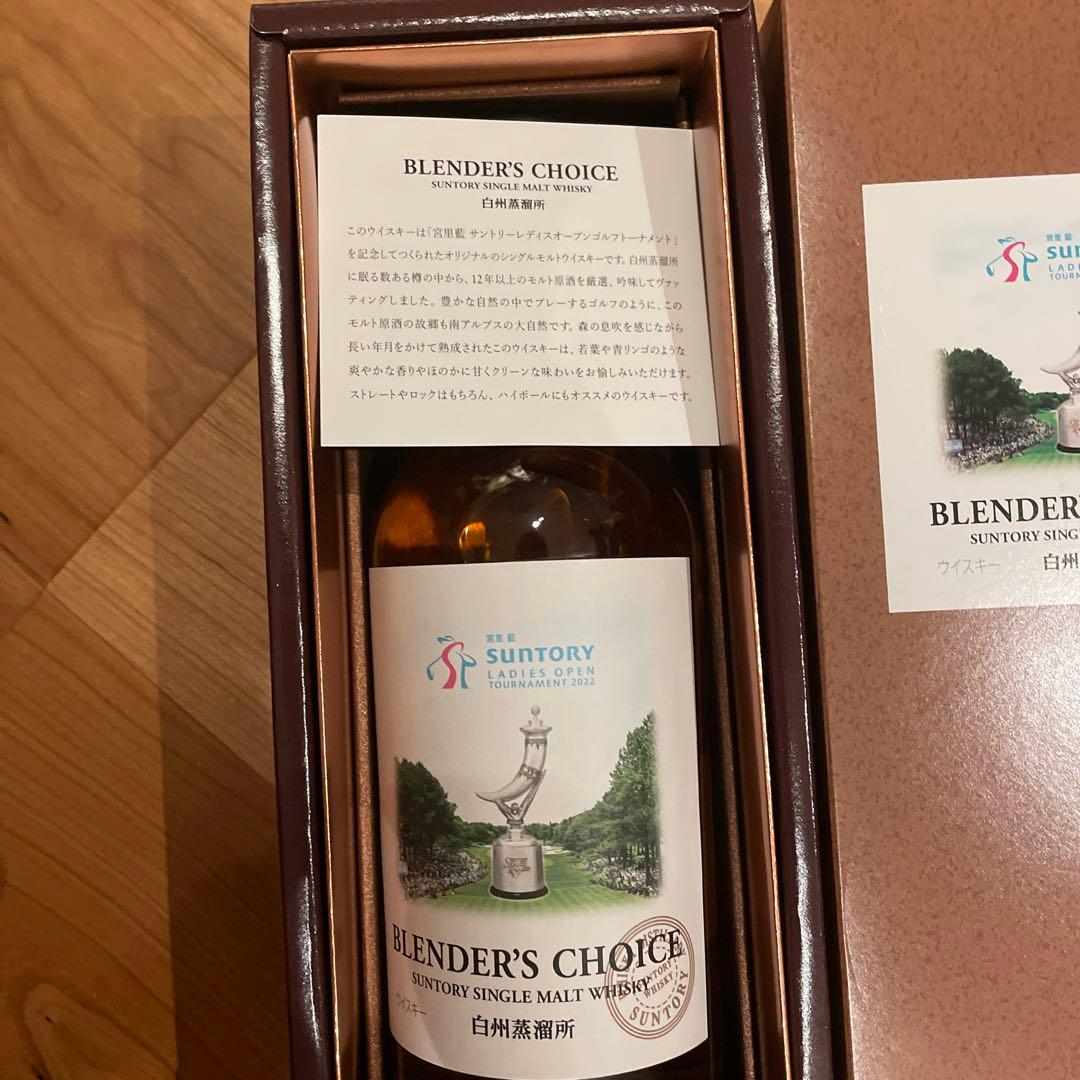 BLENDER'S CHOICE
SUNTORY SINGLE MALT WHISKY
白州蒸溜所
このウイスキーは「宮里藍 サントリーレディスオープンゴルフトーナメント」
を記念してつくられたオリジナルのシングルモルトウイスキーです。白州蒸溜所
に眠る数ある樽の中から、12年以上のモルト原酒を厳選、吟味してヴァッ
ティングしました。豊かな自然の中でプレーするゴルフのように、この
モルト原酒の故郷も南アルプスの大自然です。森の息吹を感じながら
長い年月をかけて熟成されたこのウイスキーは、若葉や青リンゴのような
爽やかな香りやほのかに甘くクリーンな味わいをお愉しみいただけます。
ストレートやロックはもちろん、ハイボールにもオススメのウイスキーです。
宮里 藍
SUNTORY
LADIES OPEN
TOURNAMENT 2022
BLENDER'S CHOICE
SUNTORY SINGLE MALT WHISKY
ウイスキー
白州蒸溜所
SUNTORY
WHISKY
SUNTORY
宮里 藍
SUN
LADIE
TOURN
BLENDER
SUNTORY SING
ウイスキー
白州